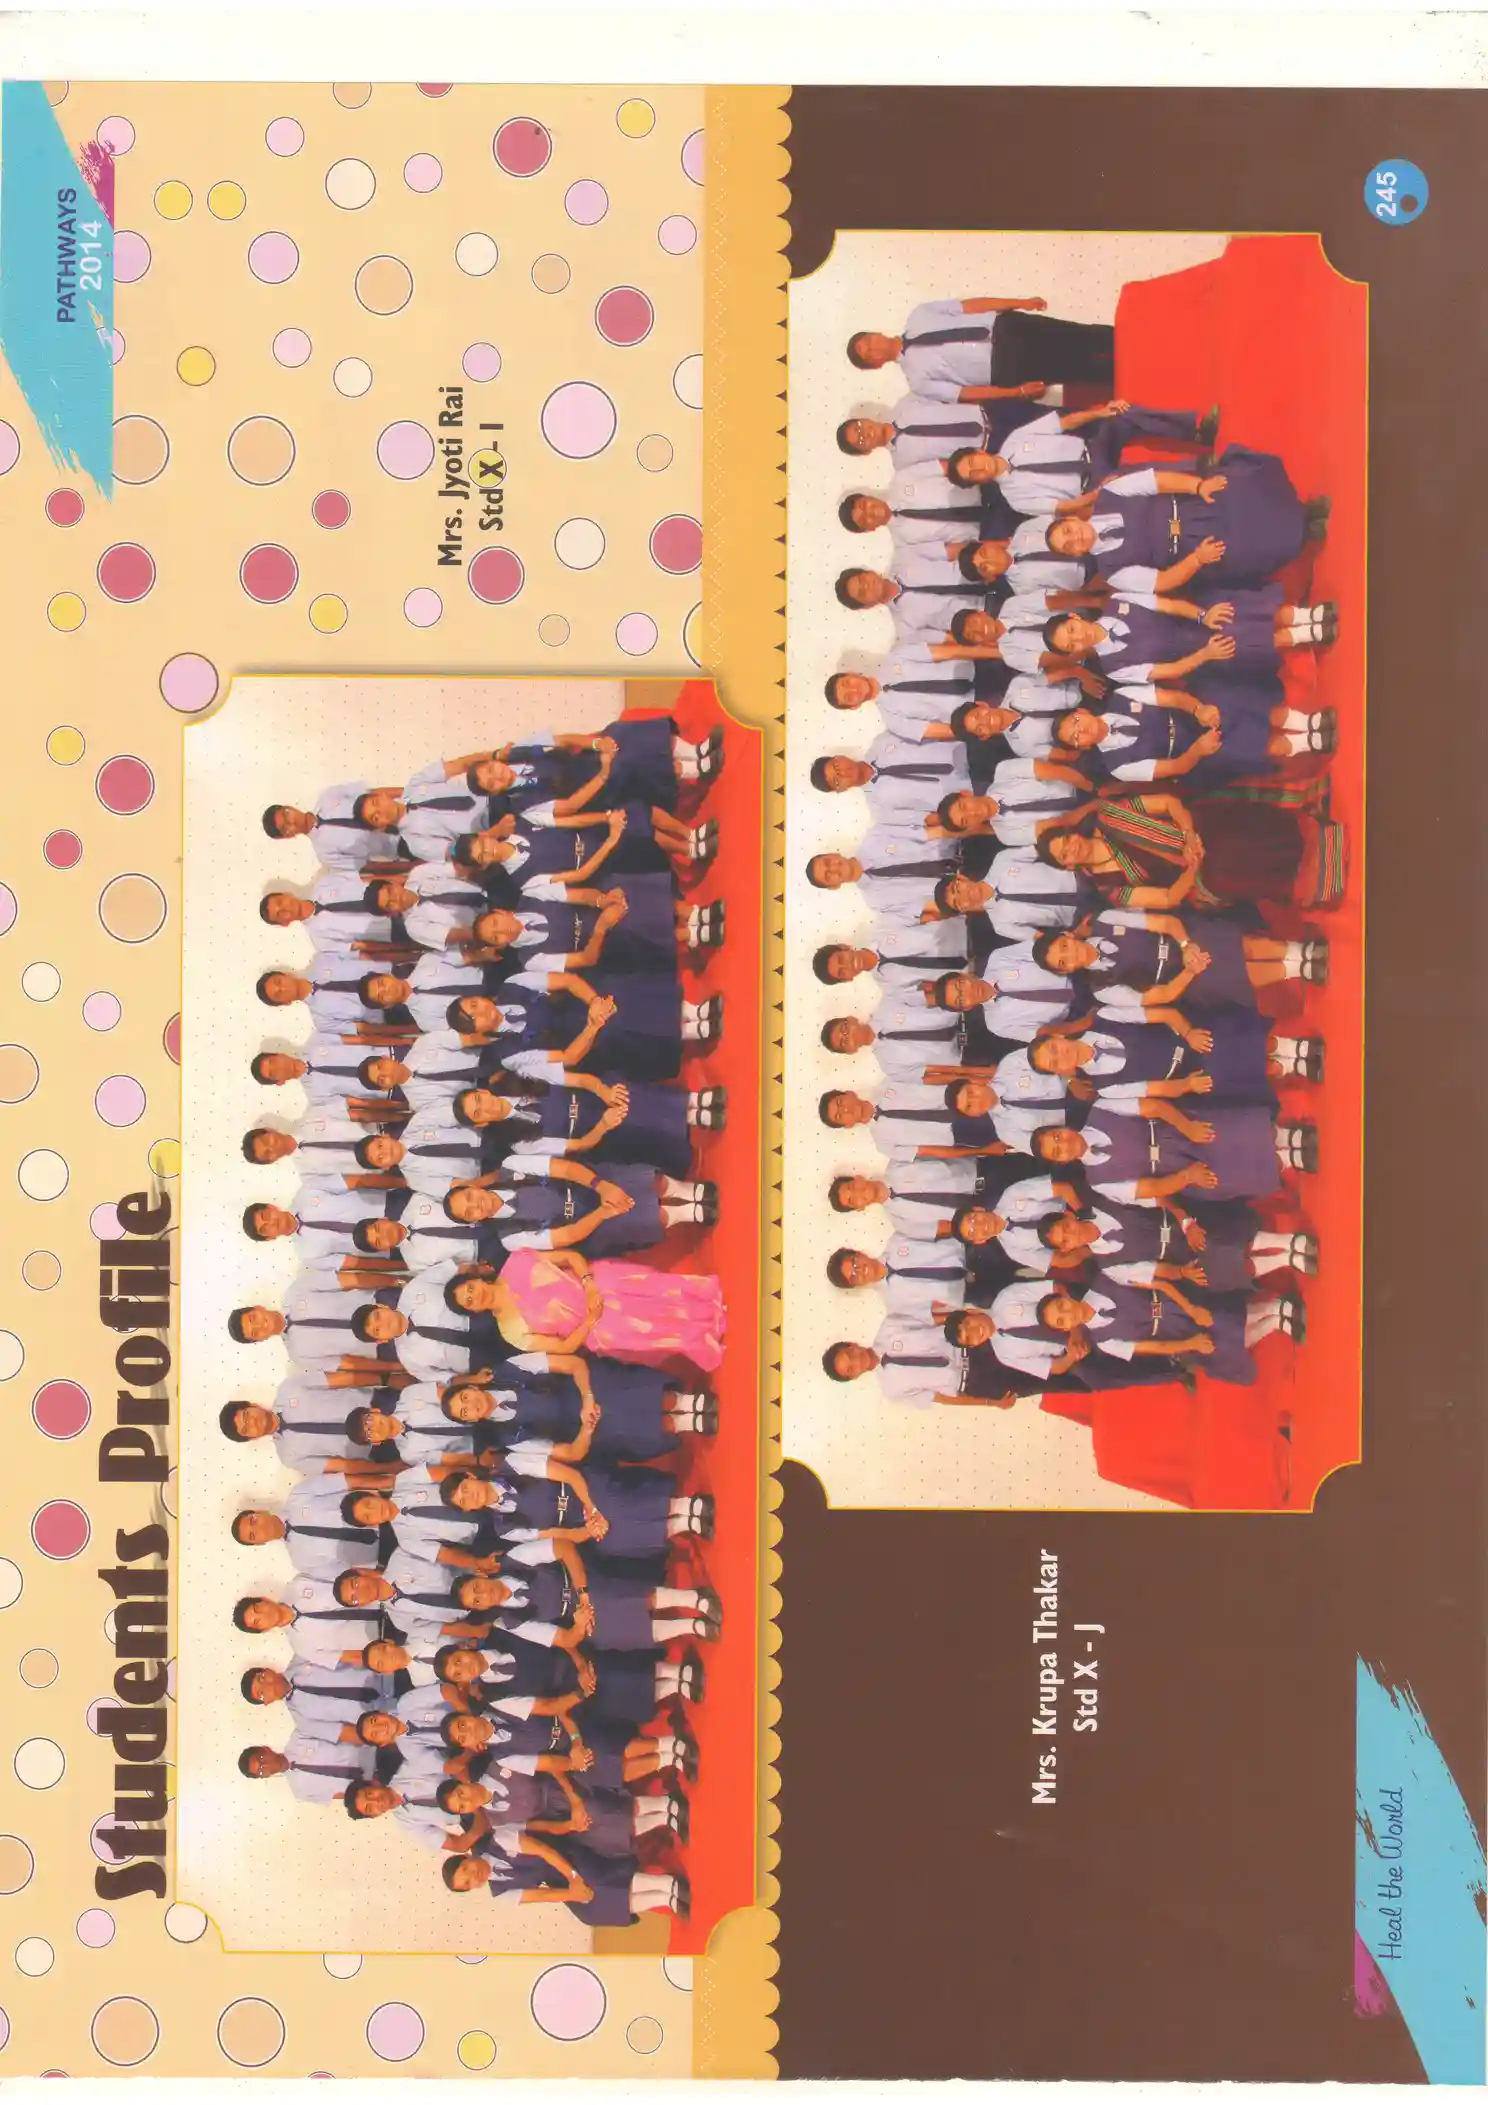 PATHWAYS
2014
Students Profile
Mrs. Jyoti Rai
Std X - I
Mrs. Krupa Thakar
Std X - J
Heal the World
245